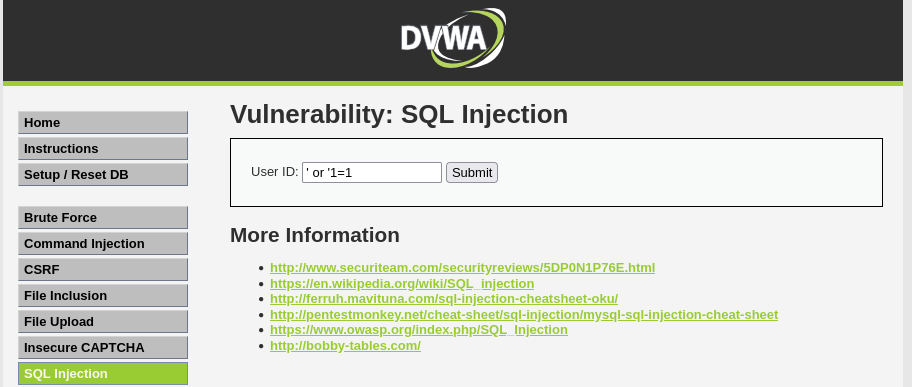 DVWA
Home
Instructions
Setup / Reset DB
Brute Force
Command Injection
CSRF
File Inclusion
File Upload
Insecure CAPTCHA
SQL Injection
Vulnerability: SQL Injection
User ID: ' or '1=1 Submit
More Information
http://www.securiteam.com/securityreviews/5DP0N1P76E.html
https://en.wikipedia.org/wiki/SQL_injection
http://ferruh.mavituna.com/sql-injection-cheatsheet-oku/
http://pentestmonkey.net/cheat-sheet/sql-injection/mysql-sql-injection-cheat-sheet
https://www.owasp.org/index.php/SQL_Injection
http://bobby-tables.com/